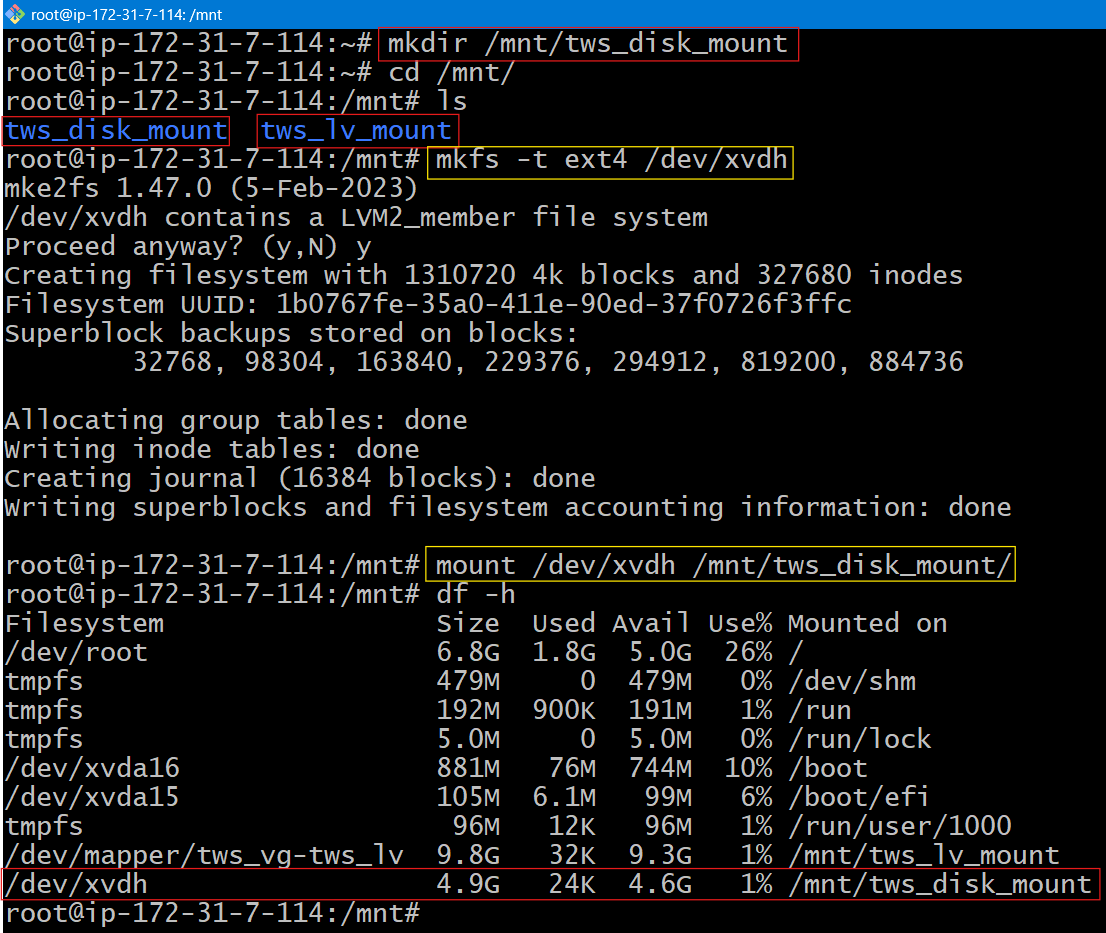 root@ip-172-31-7-114: /mnt
root@ip-172-31-7-114:~# mkdir /mnt/tws_disk_mount
root@ip-172-31-7-114:~# cd /mnt/
root@ip-172-31-7-114:/mnt# ls
tws_disk_mount  tws_lv_mount
root@ip-172-31-7-114:/mnt# mkfs -t ext4 /dev/xvdh
mke2fs 1.47.0 (5-Feb-2023)
/dev/xvdh contains a LVM2_member file system
Proceed anyway? (y,N) y
Creating filesystem with 1310720 4k blocks and 327680 inodes
Filesystem UUID: 1b0767fe-35a0-411e-90ed-37f0726f3ffc
Superblock backups stored on blocks:
        32768, 98304, 163840, 229376, 294912, 819200, 884736
Allocating group tables: done
Writing inode tables: done
Creating journal (16384 blocks): done
Writing superblocks and filesystem accounting information: done
root@ip-172-31-7-114:/mnt# mount /dev/xvdh /mnt/tws_disk_mount/
root@ip-172-31-7-114:/mnt# df -h
Filesystem                 Size  Used Avail Use% Mounted on
/dev/root                  6.8G  1.8G  5.0G  26% /
tmpfs                      479M     0  479M   0% /dev/shm
tmpfs                      192M  900K  191M   1% /run
tmpfs                      5.0M     0  5.0M   0% /run/lock
/dev/xvda16                881M   76M  744M  10% /boot
/dev/xvda15                105M  6.1M   99M   6% /boot/efi
tmpfs                       96M   12K   96M   1% /run/user/1000
/dev/mapper/tws_vg-tws_lv  9.8G   32K  9.3G   1% /mnt/tws_lv_mount
/dev/xvdh                  4.9G   24K  4.6G   1% /mnt/tws_disk_mount
root@ip-172-31-7-114:/mnt#